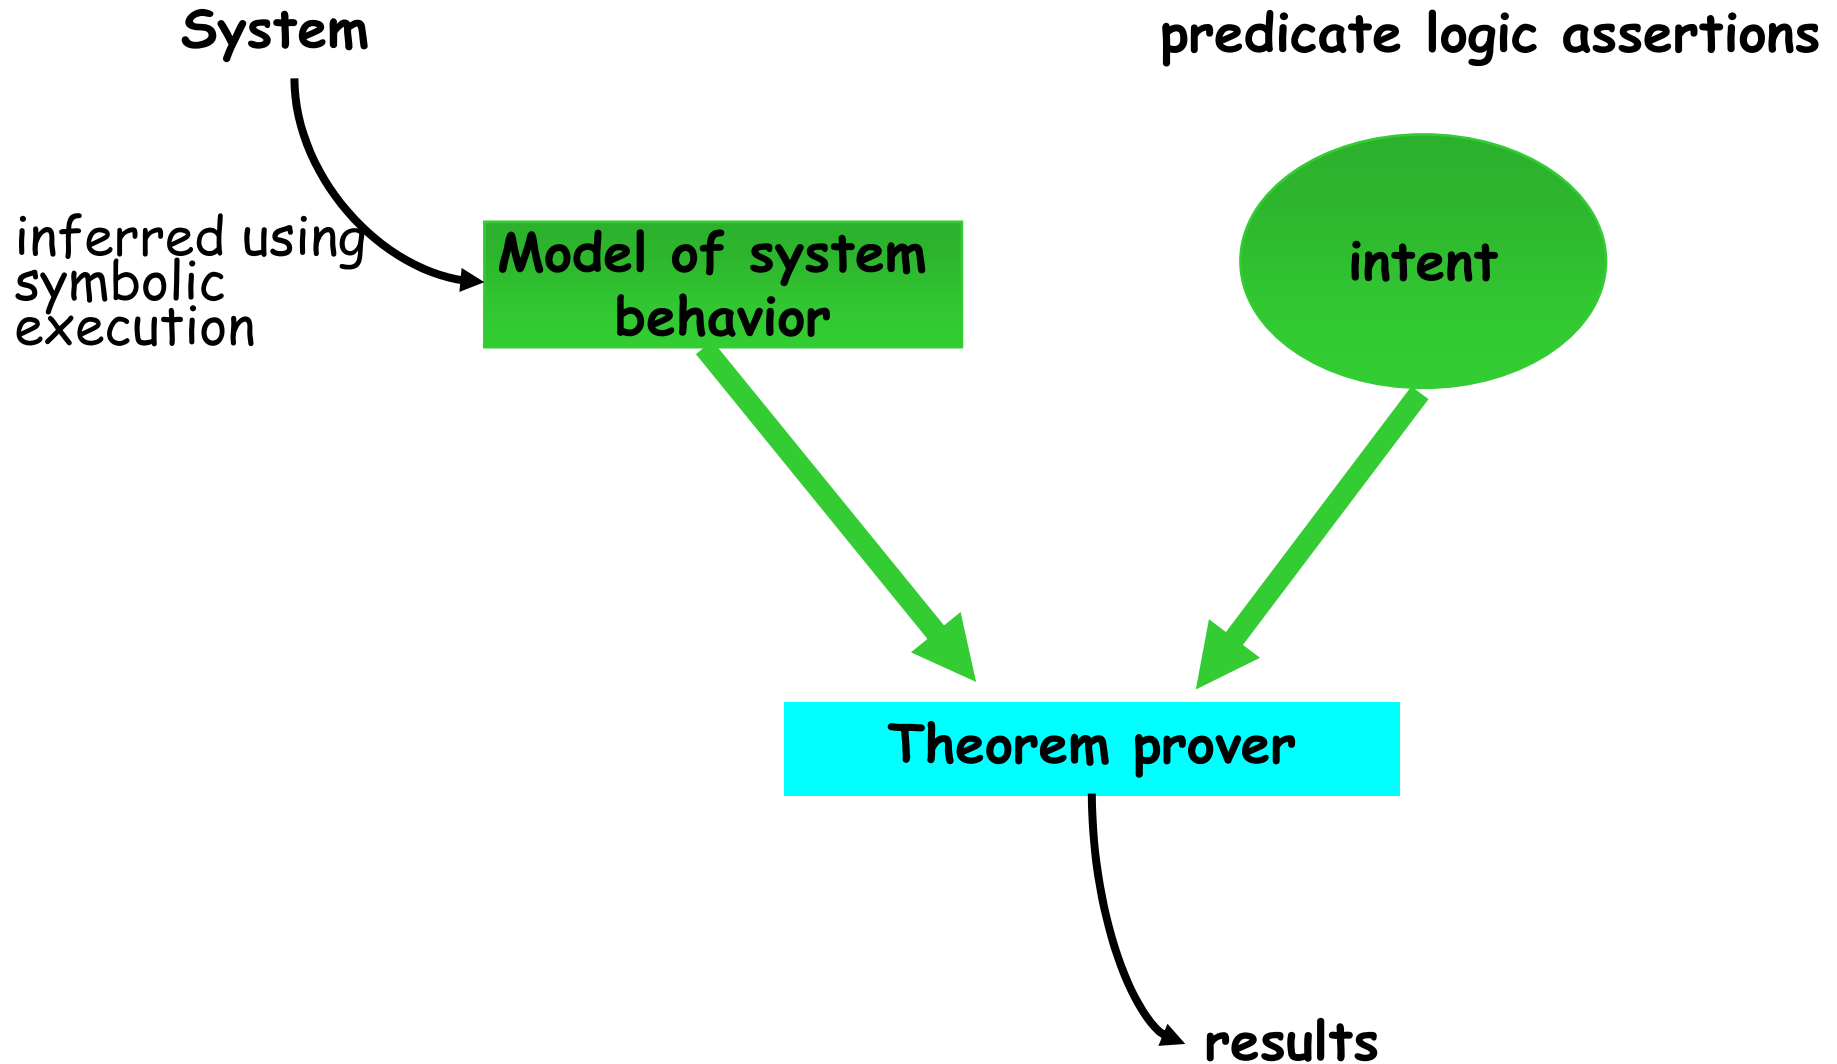 System
predicate logic assertions
inferred using
symbolic
execution
Model of system
behavior
intent
Theorem prover
results